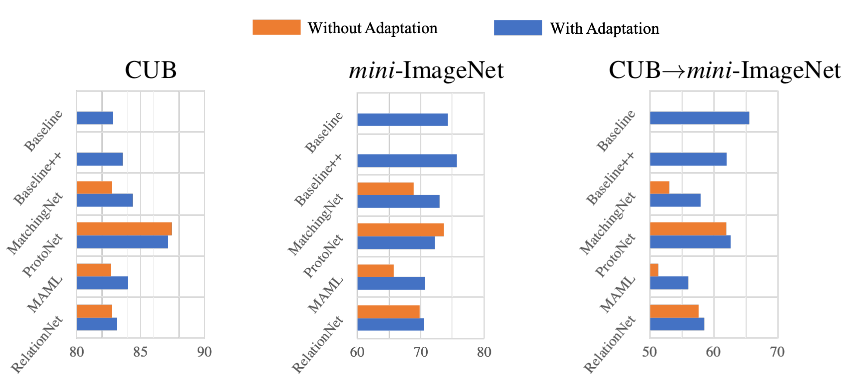 Without Adaptation
With Adaptation
CUB
Baseline
Baseline++
MatchingNet
ProtoNet
MAML
RelationNet
80 85 90
mini-ImageNet
Baseline
Baseline++
MatchingNet
ProtoNet
MAML
RelationNet
60 70 80
CUB→mini-ImageNet
Baseline
Baseline++
MatchingNet
ProtoNet
MAML
RelationNet
50 60 70